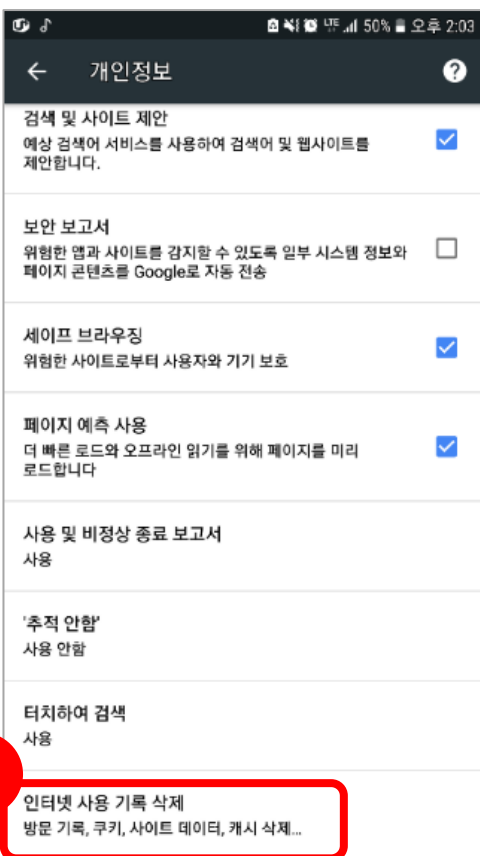 LTE 50% 오후 2:03
개인정보
검색 및 사이트 제안
예상 검색어 서비스를 사용하여 검색어 및 웹사이트를
제안합니다.
보안 보고서
위험한 앱과 사이트를 감지할 수 있도록 일부 시스템 정보와
페이지 콘텐츠를 Google로 자동 전송
세이프 브라우징
위험한 사이트로부터 사용자와 기기 보호
페이지 예측 사용
더 빠른 로드와 오프라인 읽기를 위해 페이지를 미리
로드합니다
사용 및 비정상 종료 보고서
사용
'추적 안함'
사용 안함
터치하여 검색
사용
인터넷 사용 기록 삭제
방문 기록, 쿠키, 사이트 데이터, 캐시 삭제...